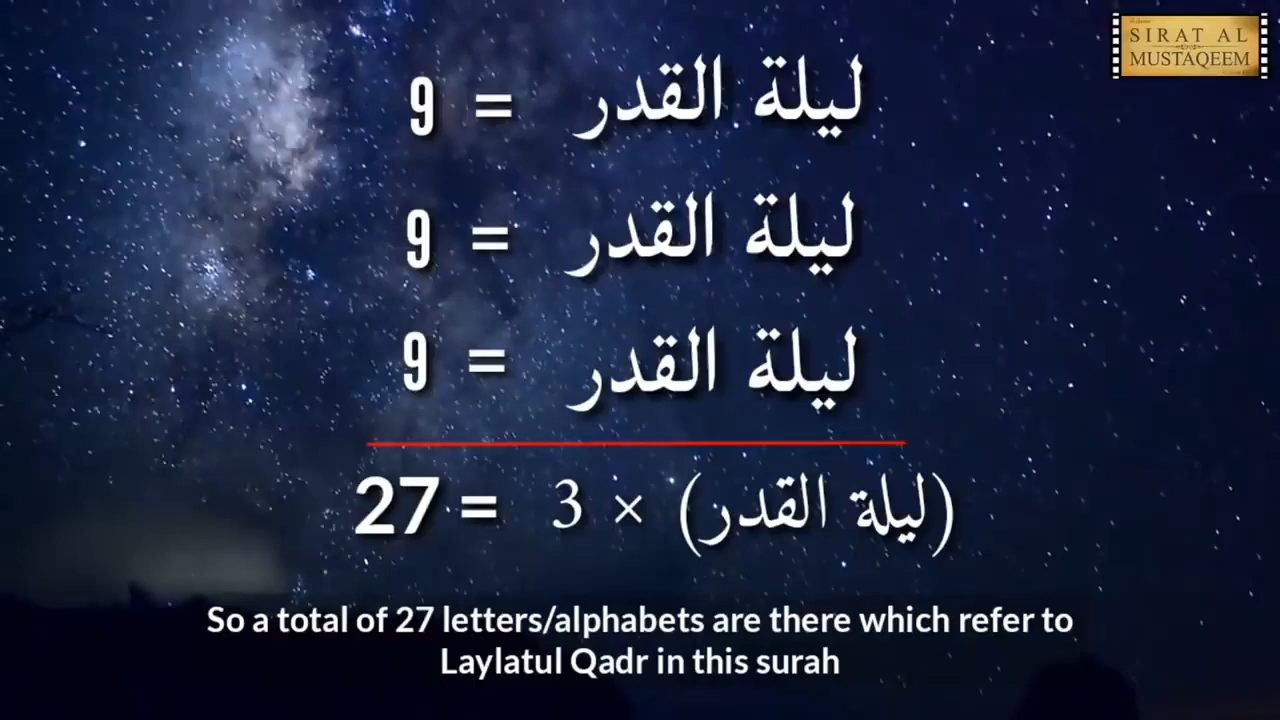 SIRAT AL
MUSTAQEEM
ليلة القدر = 9
ليلة القدر = 9
ليلة القدر = 9
(ليلة القدر) × 3 = 27
So a total of 27 letters/alphabets are there which refer to
Laylatul Qadr in this surah